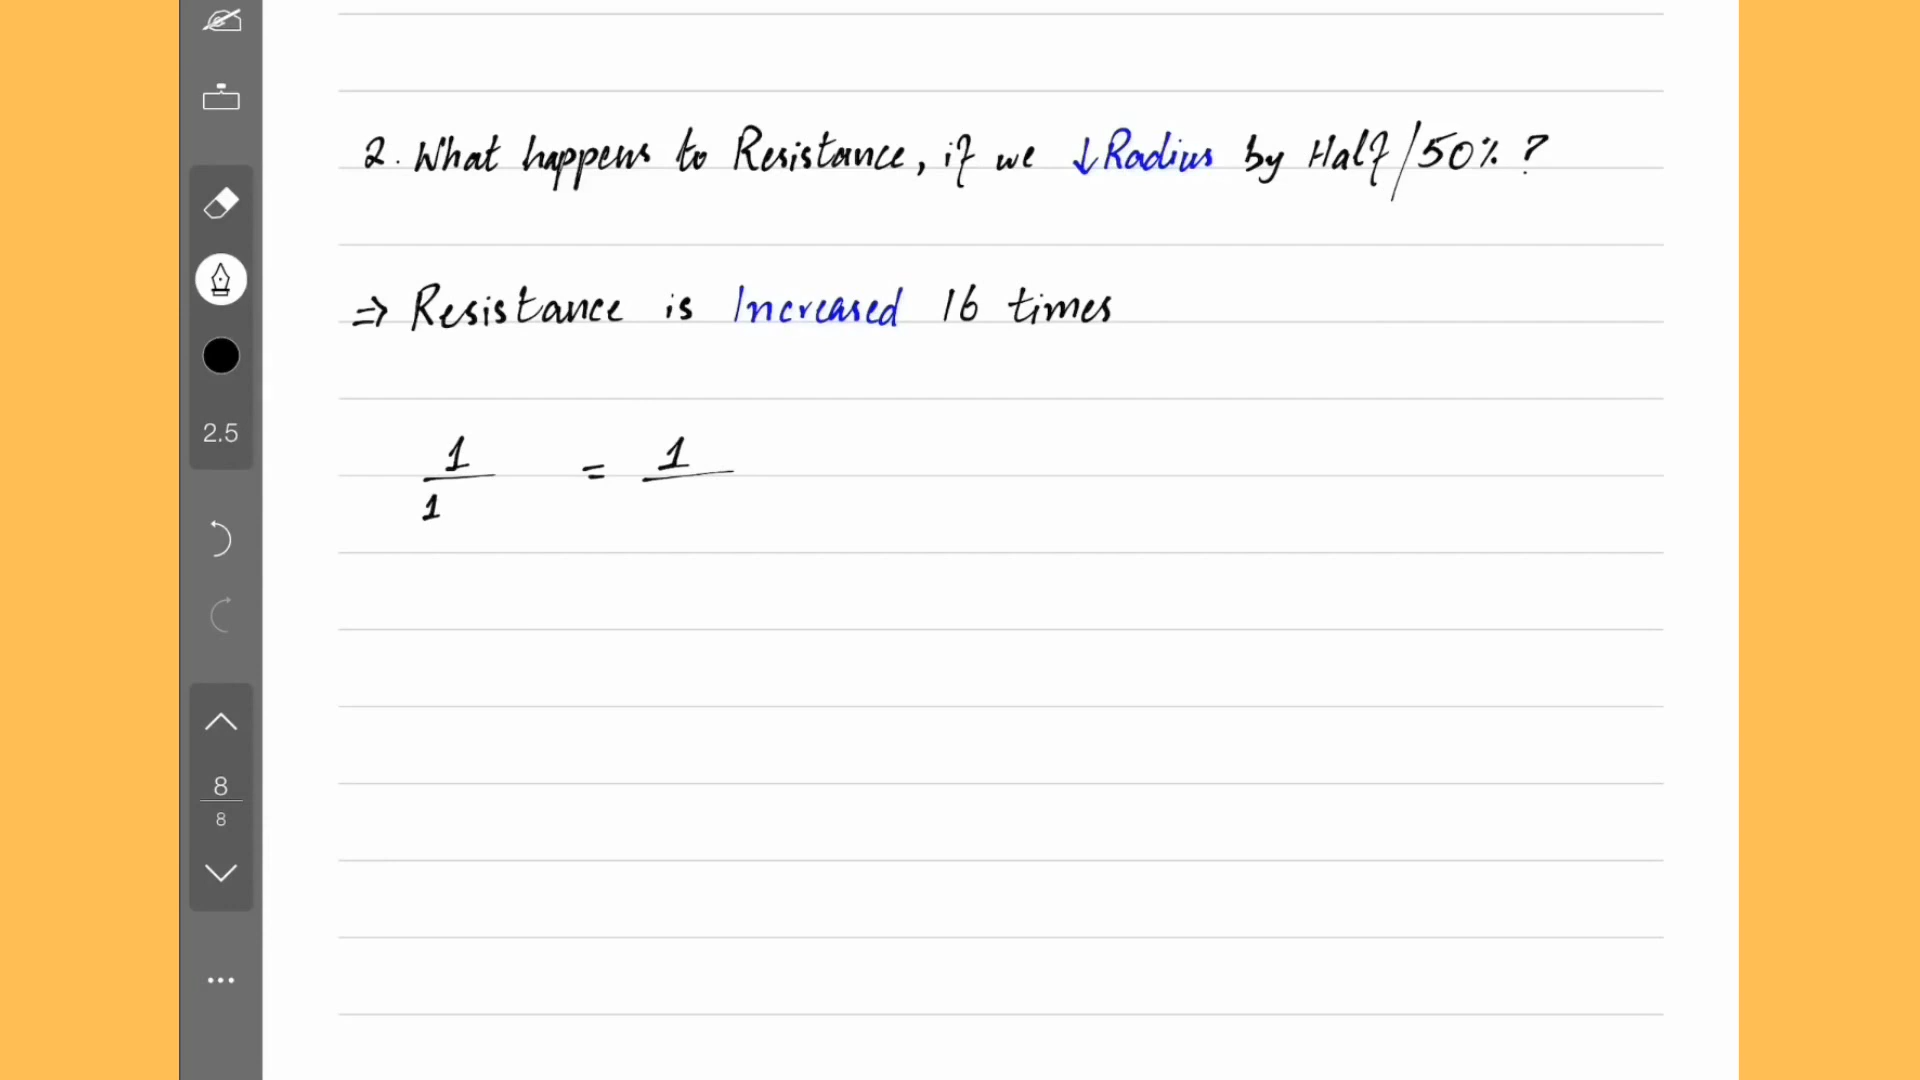 2. What happens to Resistance, if we ↓ Radius by Half/50% ?
⇒ Resistance is Increased 16 times
1 = 1
1
2.5
8
8